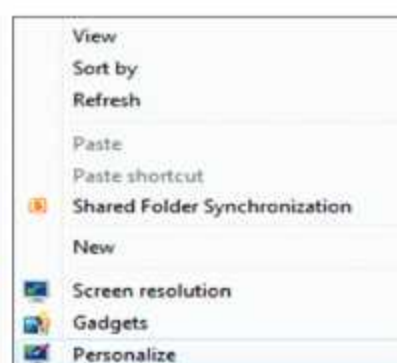 View
Sort by
Refresh
Paste
Paste shortcut
Shared Folder Synchronization
New
Screen resolution
Gadgets
Personalize